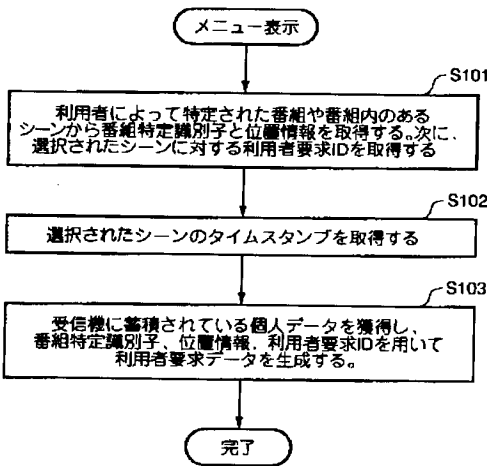 メニュー表示
S101
利用者によって特定された番組や番組内のある
シーンから番組特定識別子と位置情報を取得する。次に、
選択されたシーンに対する利用者要求IDを取得する
S102
選択されたシーンのタイムスタンプを取得する
S103
受信機に蓄積されている個人データを獲得し、
番組特定識別子、位置情報、利用者要求IDを用いて
利用者要求データを生成する。
完了